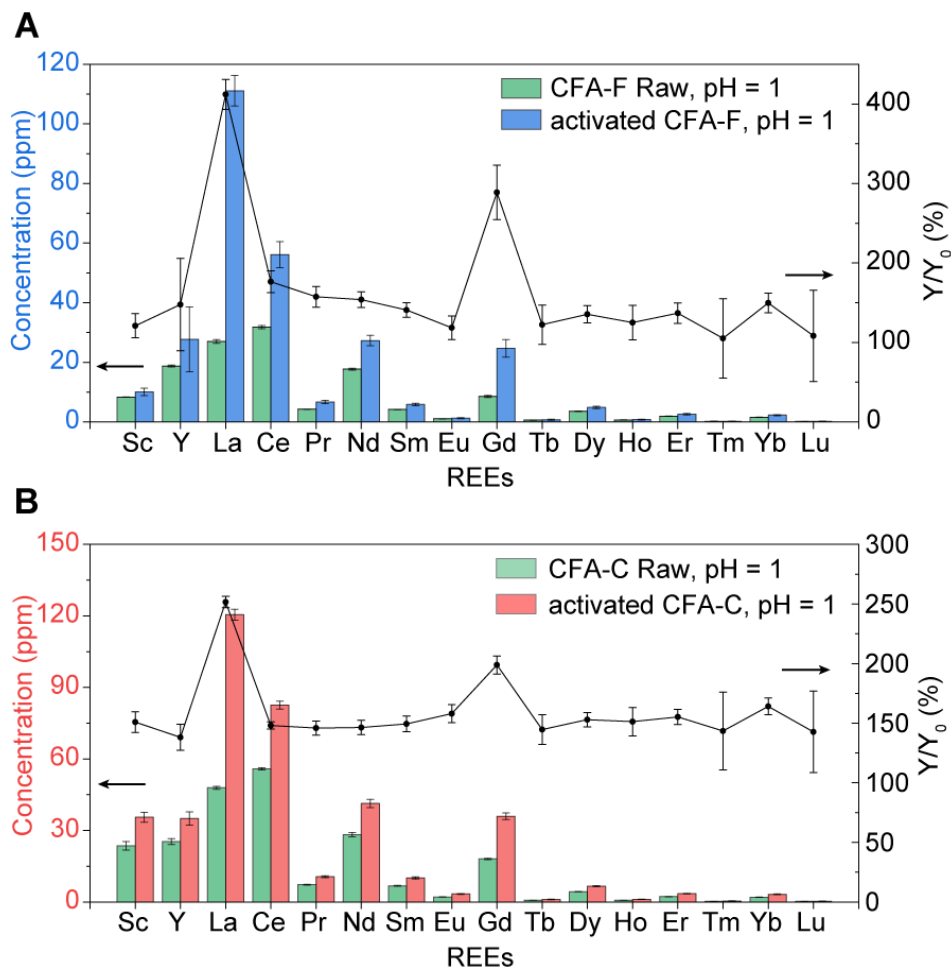 A
Concentration (ppm)
120
100
80
60
40
20
0
CFA-F Raw, pH = 1
activated CFA-F, pH = 1
400
300
200
100
0
Y/Y₀ (%)
Sc Y La Ce Pr Nd Sm Eu Gd Tb Dy Ho Er Tm Yb Lu
REEs
B
Concentration (ppm)
150
120
90
60
30
0
CFA-C Raw, pH = 1
activated CFA-C, pH = 1
300
250
200
150
100
50
0
Y/Y₀ (%)
Sc Y La Ce Pr Nd Sm Eu Gd Tb Dy Ho Er Tm Yb Lu
REEs